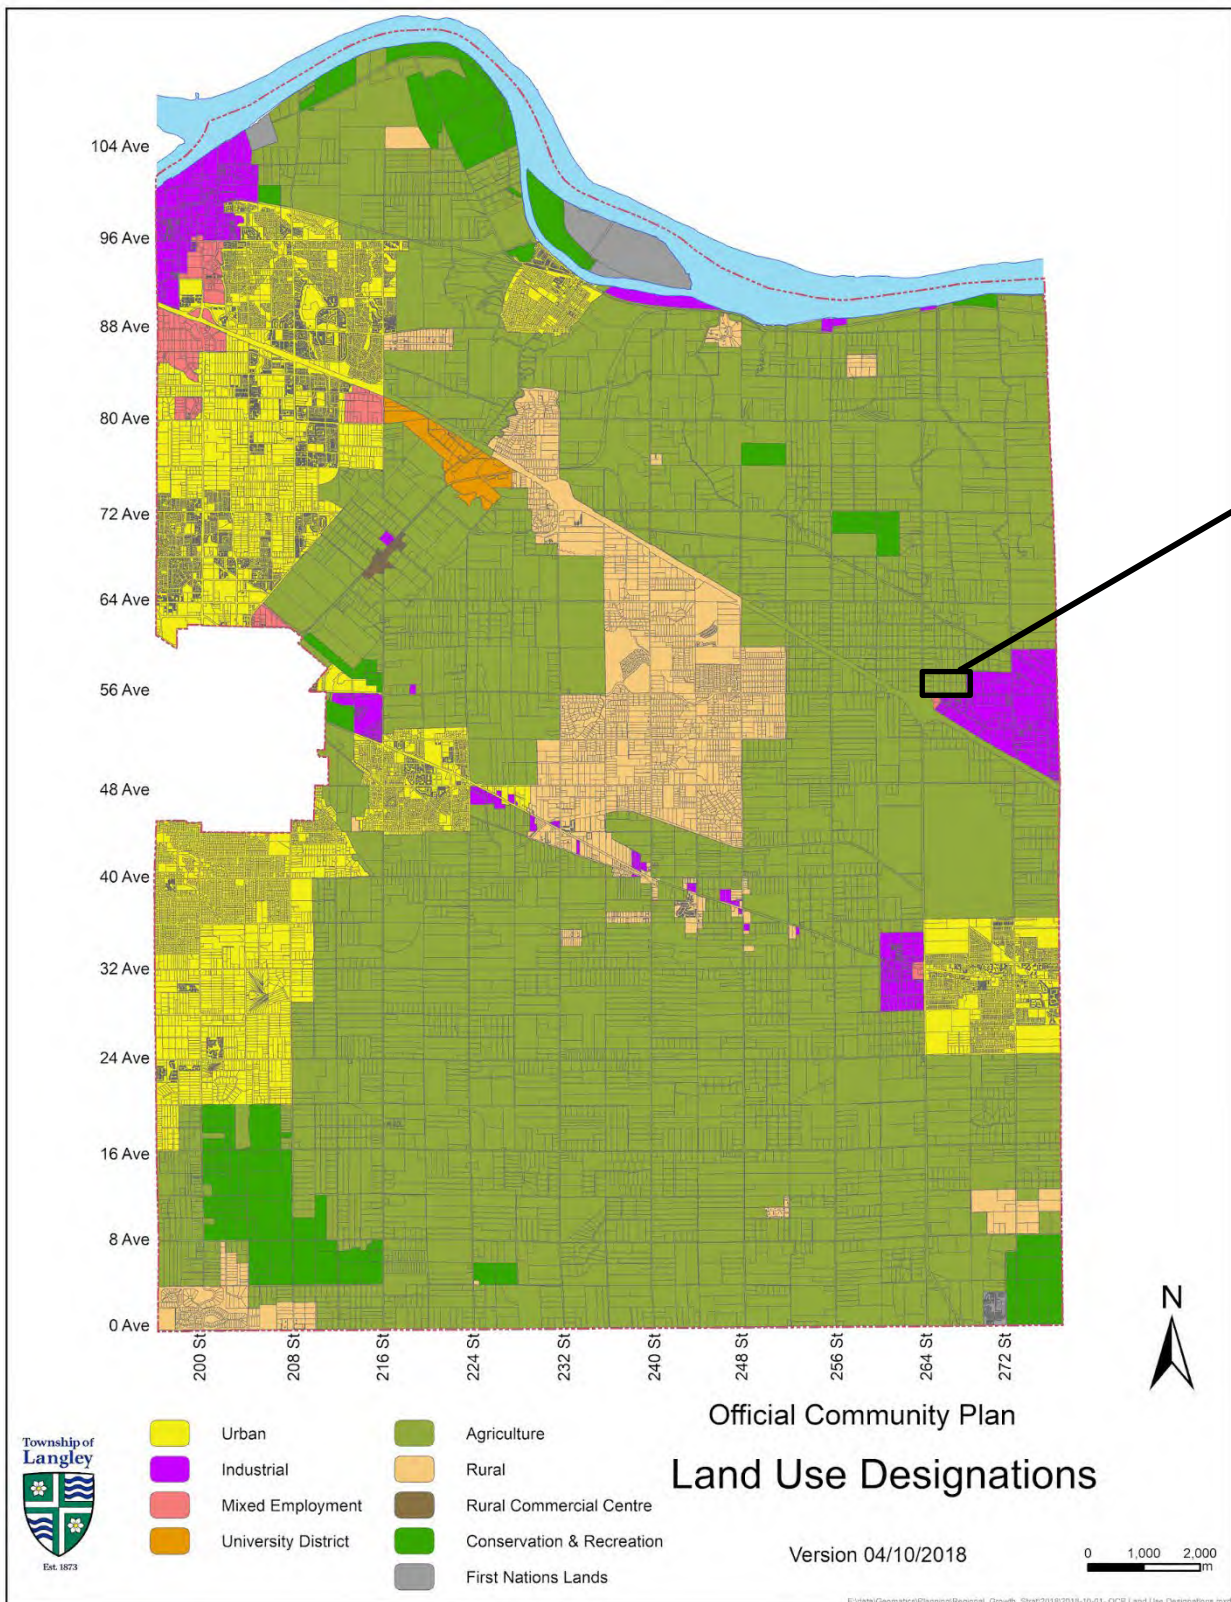 104 Ave
96 Ave
88 Ave
80 Ave
72 Ave
64 Ave
56 Ave
48 Ave
40 Ave
32 Ave
24 Ave
16 Ave
8 Ave
0 Ave
200 St
208 St
216 St
224 St
232 St
240 St
248 St
256 St
264 St
272 St
N
Official Community Plan
Land Use Designations
Version 04/10/2018
0 1,000 2,000
m
Township of
Langley
Est. 1873
Urban
Industrial
Mixed Employment
University District
Agriculture
Rural
Rural Commercial Centre
Conservation & Recreation
First Nations Lands